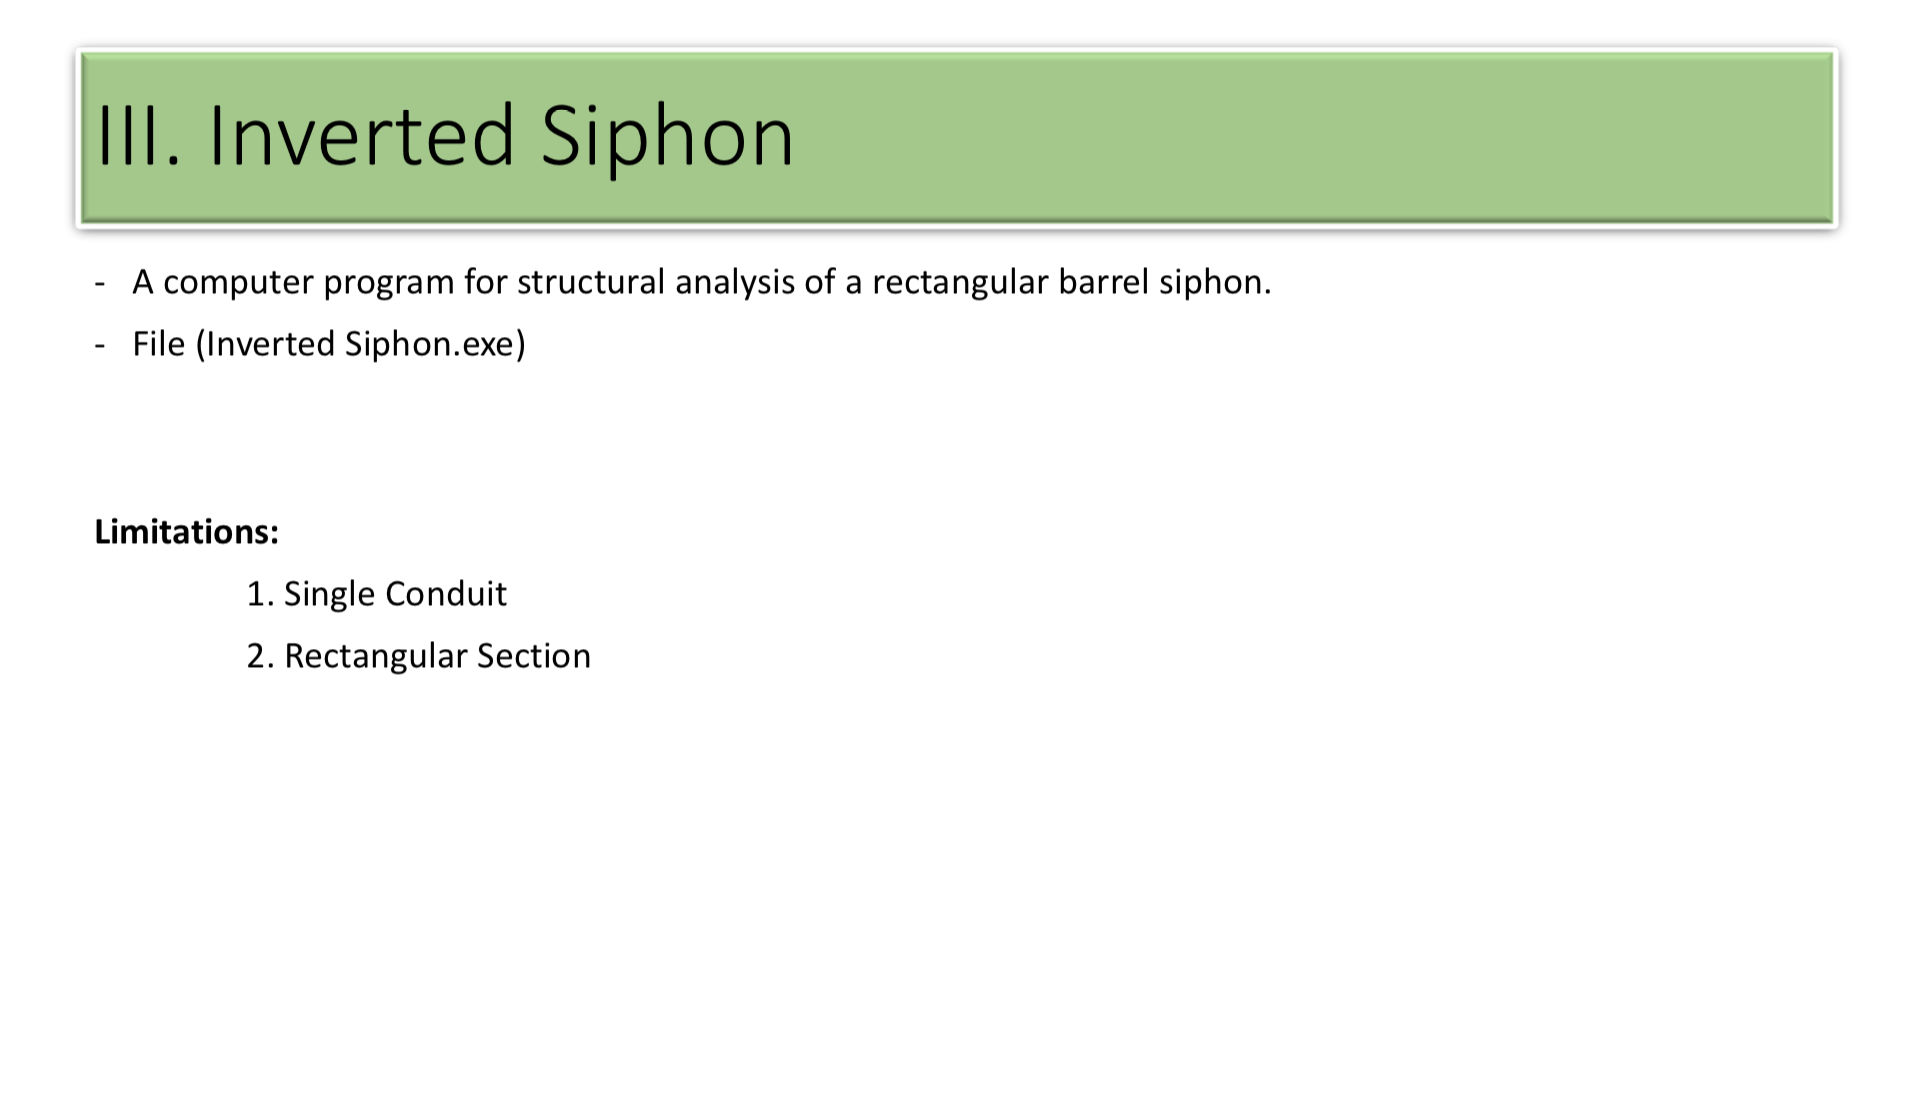 III. Inverted Siphon
- A computer program for structural analysis of a rectangular barrel siphon.
- File (Inverted Siphon.exe)
Limitations:
1. Single Conduit
2. Rectangular Section